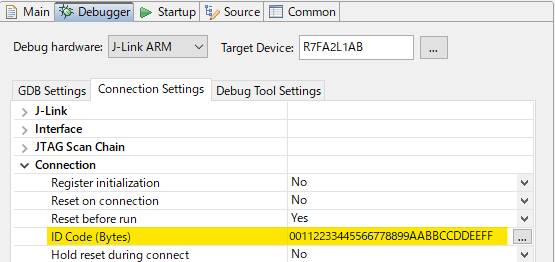 Main Debugger Startup Source Common
Debug hardware: J-Link ARM Target Device: R7FA2L1AB ...
GDB Settings Connection Settings Debug Tool Settings
J-Link
Interface
JTAG Scan Chain
Connection
Register initialization No
Reset on connection No
Reset before run Yes
ID Code (Bytes) 00112233445566778899AABBCCDDEEFF ...
Hold reset during connect No